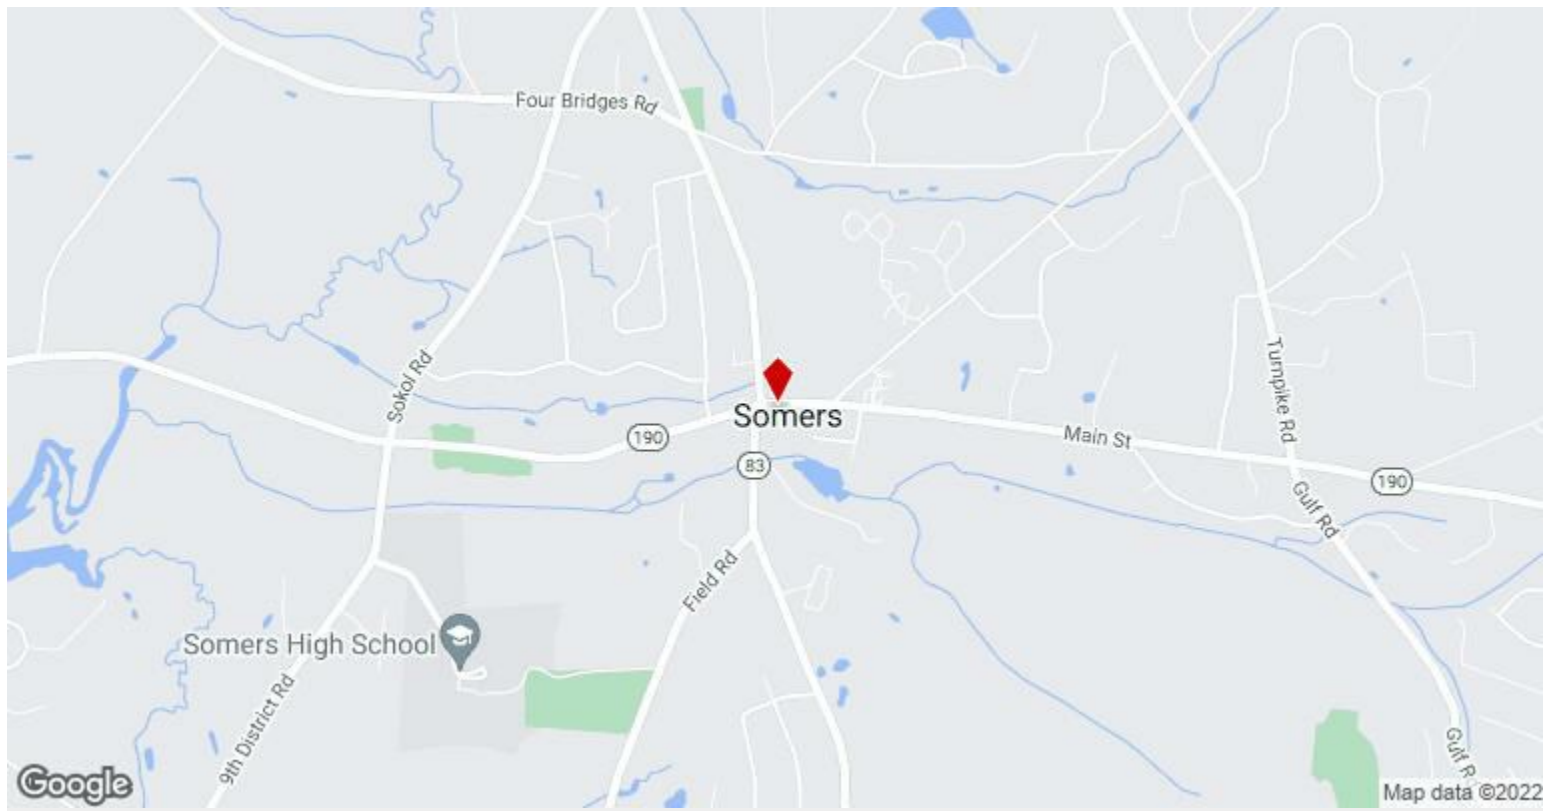 Four Bridges Rd
Sokol Rd
Turnpike Rd
Somers
190
Main St
83
190
Gulf Rd
Field Rd
Somers High School
9th District Rd
Gulf R
Google
Map data ©2022